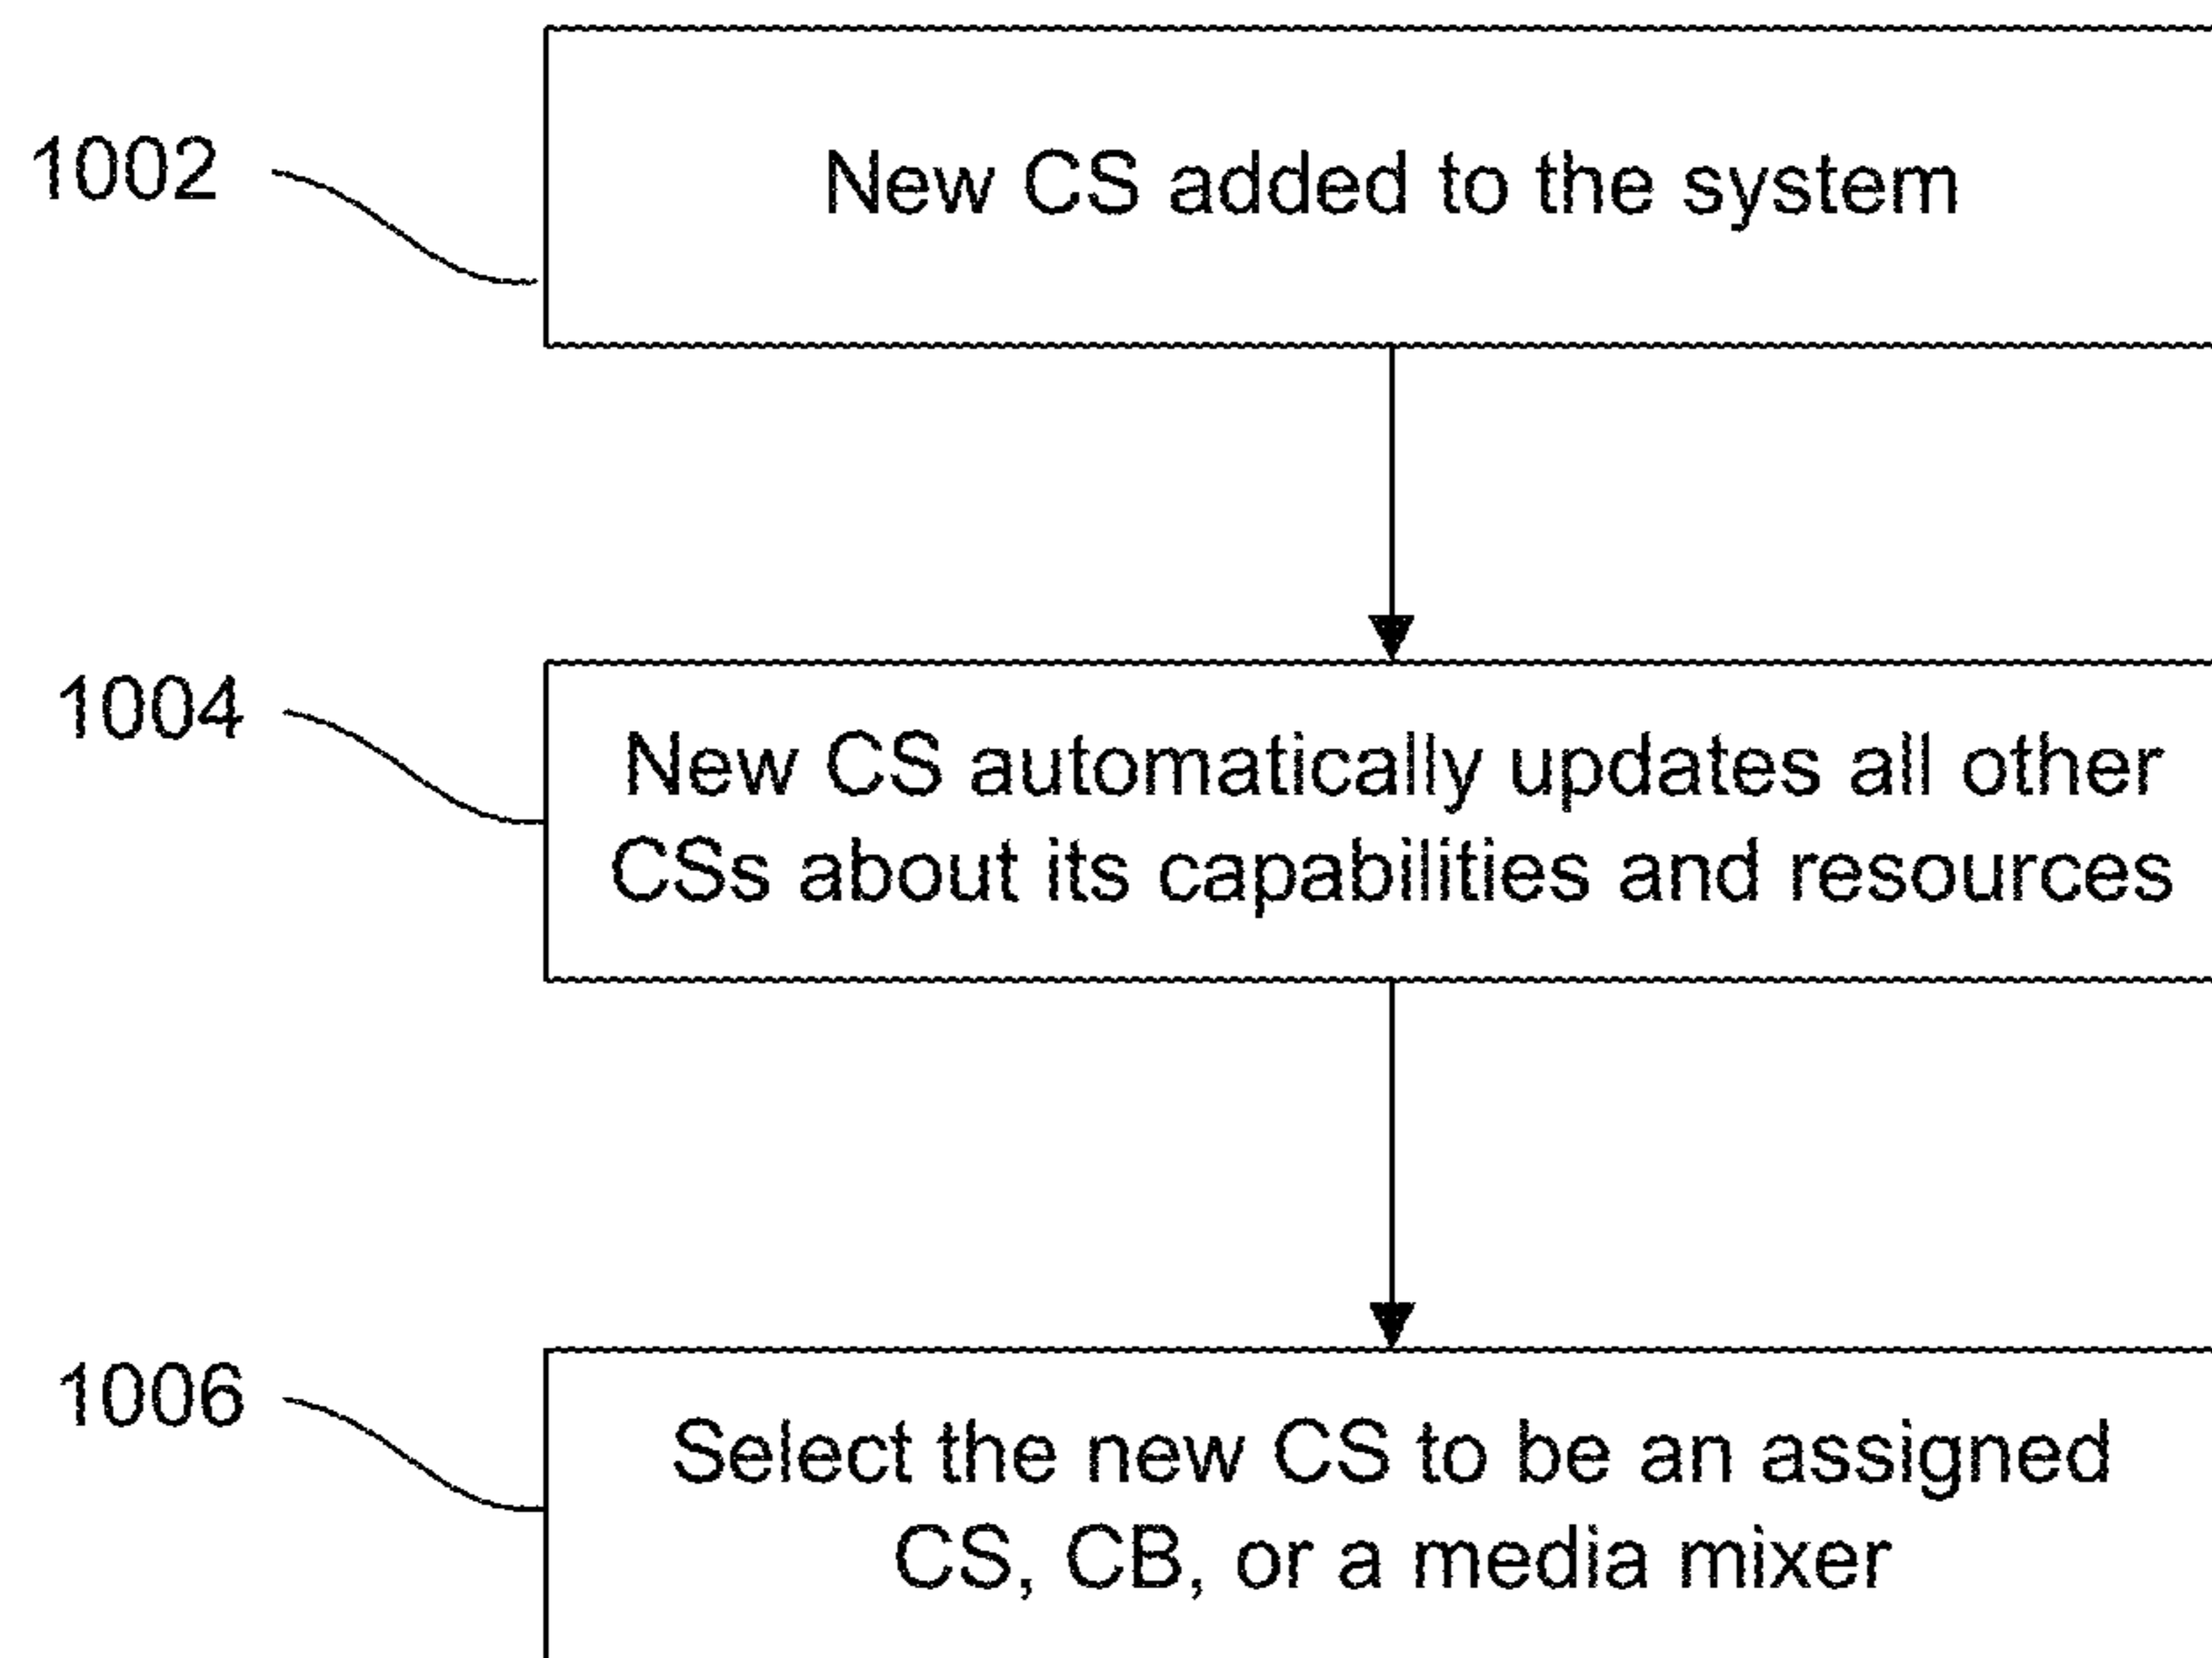 1002
New CS added to the system
1004
New CS automatically updates all other
CSs about its capabilities and resources
1006
Select the new CS to be an assigned
CS, CB, or a media mixer